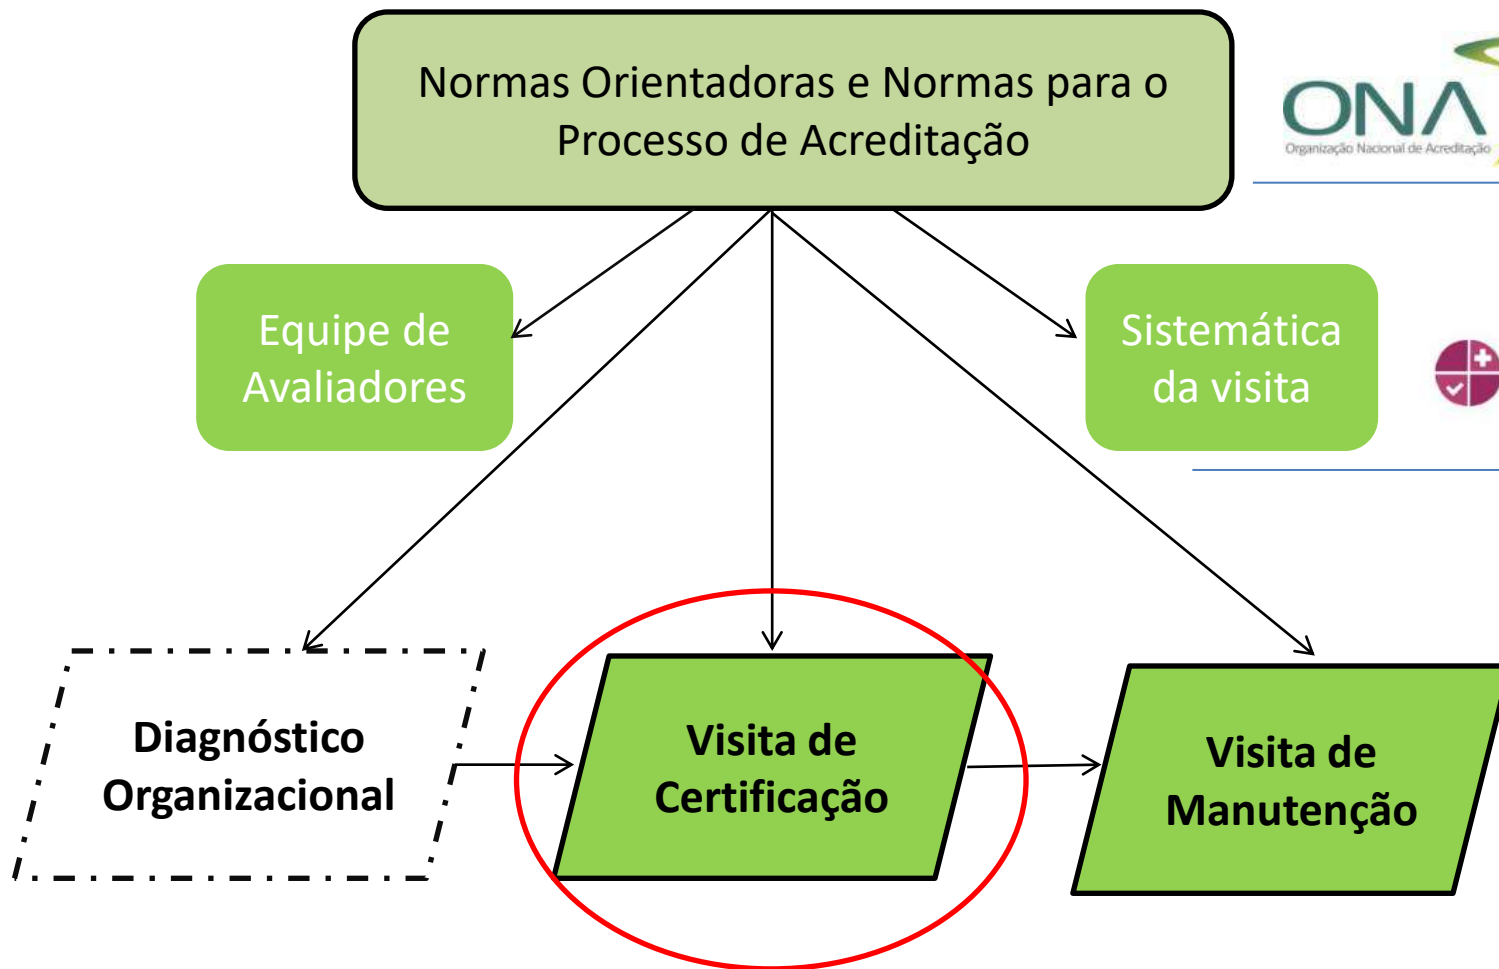 Normas Orientadoras e Normas para o
Processo de Acreditação
ONA
Organização Nacional de Acreditação
Equipe de
Avaliadores
Sistemática
da visita
Diagnóstico
Organizacional
Visita de
Certificação
Visita de
Manutenção